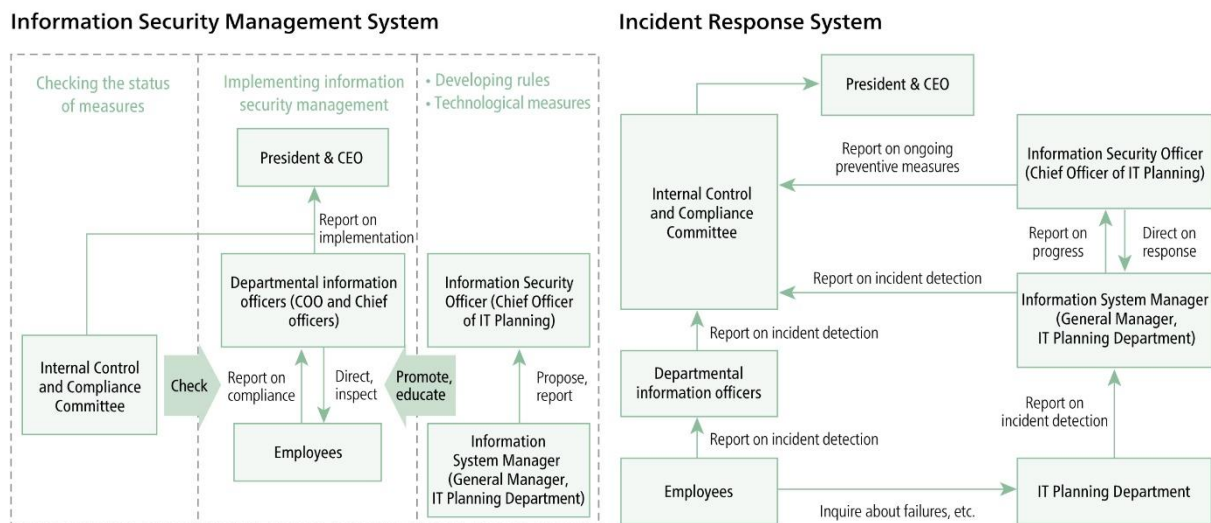 Information Security Management System
Checking the status
of measures
Implementing information
security management
• Developing rules
• Technological measures
President & CEO
Report on
implementation
Departmental information
officers (COO and Chief
officers)
Information Security
Officer (Chief Officer
of IT Planning)
Internal Control
and Compliance
Committee
Check
Report on
compliance
Direct,
inspect
Promote,
educate
Propose,
report
Employees
Information
System Manager
(General Manager,
IT Planning Department)
Incident Response System
President & CEO
Internal Control
and Compliance
Committee
Report on ongoing
preventive measures
Information Security Officer
(Chief Officer of IT Planning)
Report on
progress
Direct on
response
Report on incident detection
Information System Manager
(General Manager,
IT Planning Department)
Report on incident detection
Departmental
information officers
Report on
incident detection
Report on incident detection
Employees
Inquire about failures, etc.
IT Planning Department